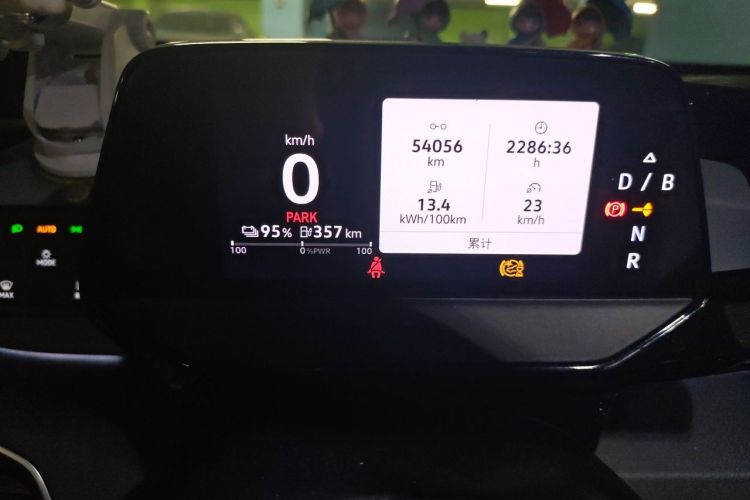 km/h
0
PARK
95% 357 km
100 0 %PWR 100
54056
km
2286:36
h
13.4
kWh/100km
23
km/h
累计
D / B
P
N
R
AUTO
MODE
MAX